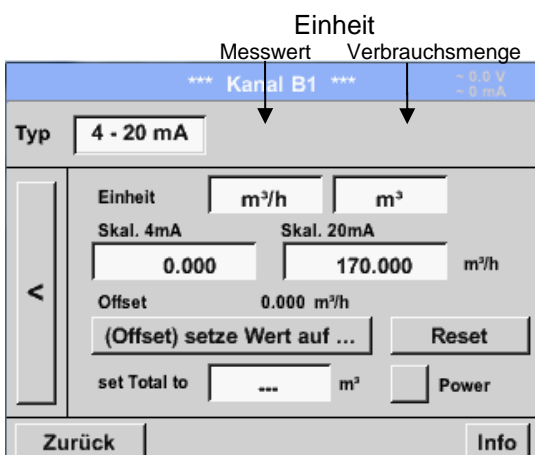 Einheit
Messwert Verbrauchsmenge
*** Kanal B1 *** ~ 0.0 V
~ 0 mA
Typ 4 - 20 mA
Einheit m³/h m³
Skal. 4mA Skal. 20mA
0.000 170.000 m³/h
<
Offset 0.000 m³/h
(Offset) setze Wert auf ... Reset
set Total to --- m³ Power
Zurück Info